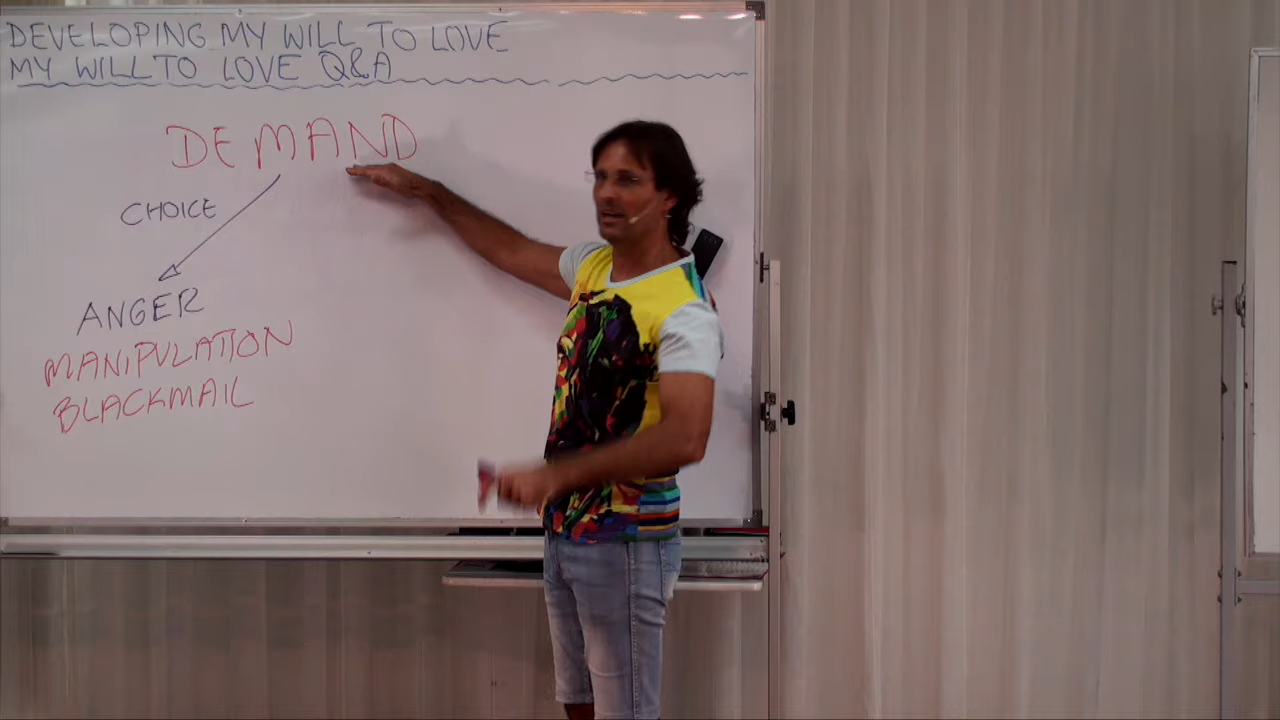 DEVELOPING MY WILL TO LOVE
MY WILL TO LOVE Q&A
DEMAND
CHOICE
ANGER
MANIPULATION
BLACKMAIL